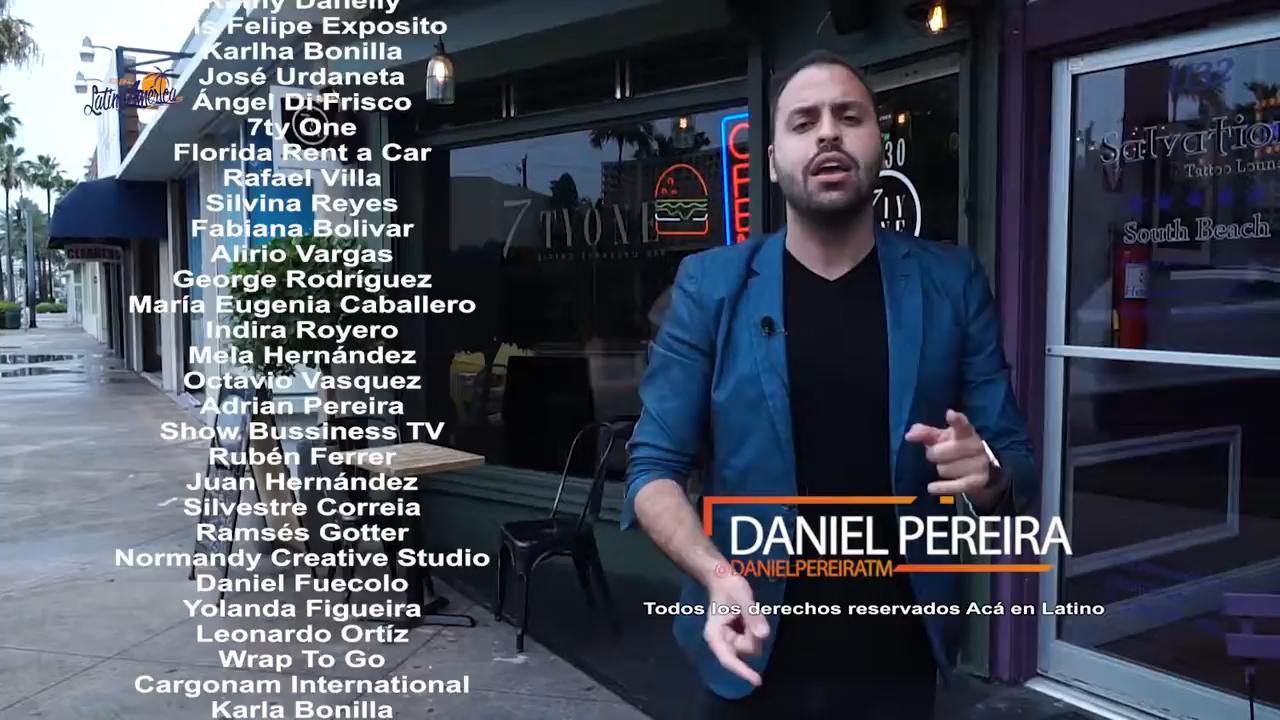 Felipe Exposito
Karlha Bonilla
José Urdaneta
Ángel Di Frisco
7ty One
Florida Rent a Car
Rafael Villa
Silvina Reyes
Fabiana Bolivar
Alirio Vargas
George Rodríguez
María Eugenia Caballero
Indira Royero
Mela Hernández
Octavio Vasquez
Adrian Pereira
Show Bussiness TV
Rubén Ferrer
Juan Hernández
Silvestre Correia
Ramsés Gotter
Normandy Creative Studio
Daniel Fuecolo
Yolanda Figueira
Leonardo Ortíz
Wrap To Go
Cargonam International
Karla Bonilla
Latinoamérica
7TYONE
OPEN
7TY
ONE
1132
Tattoo
South Beach
DANIEL PEREIRA
@DANIELPEREIRATM
Todos los derechos reservados Acá en Latino